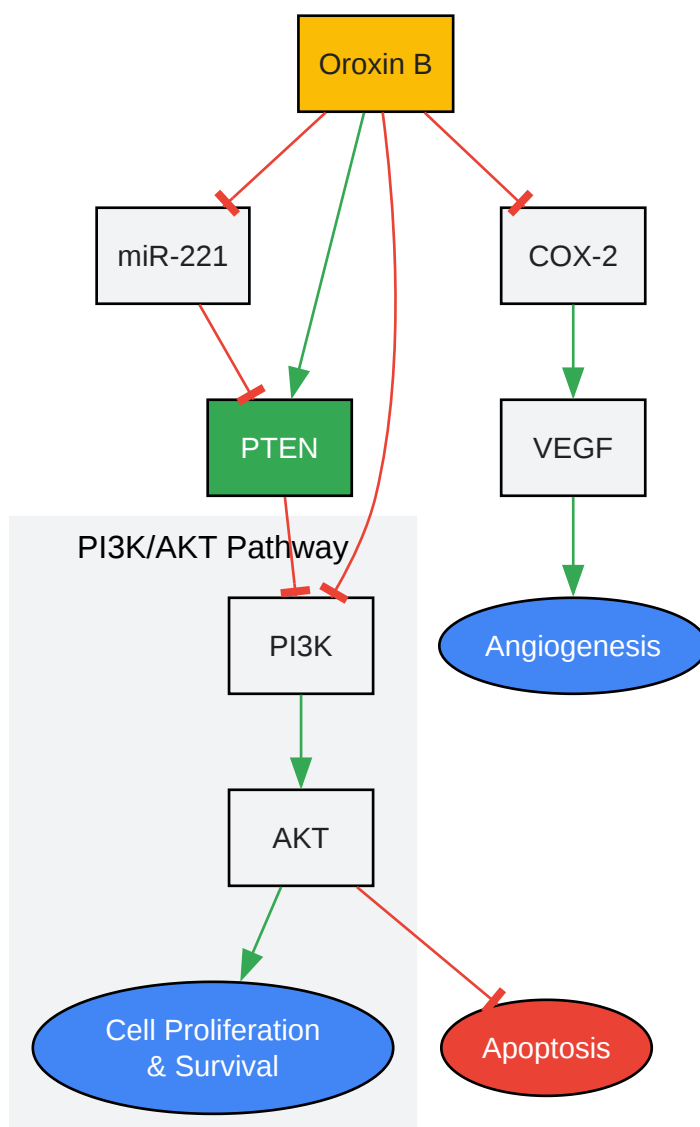 Oroxin B
miR-221
COX-2
PTEN
VEGF
PI3K/AKT Pathway
PI3K
Angiogenesis
AKT
Cell Proliferation
& Survival
Apoptosis